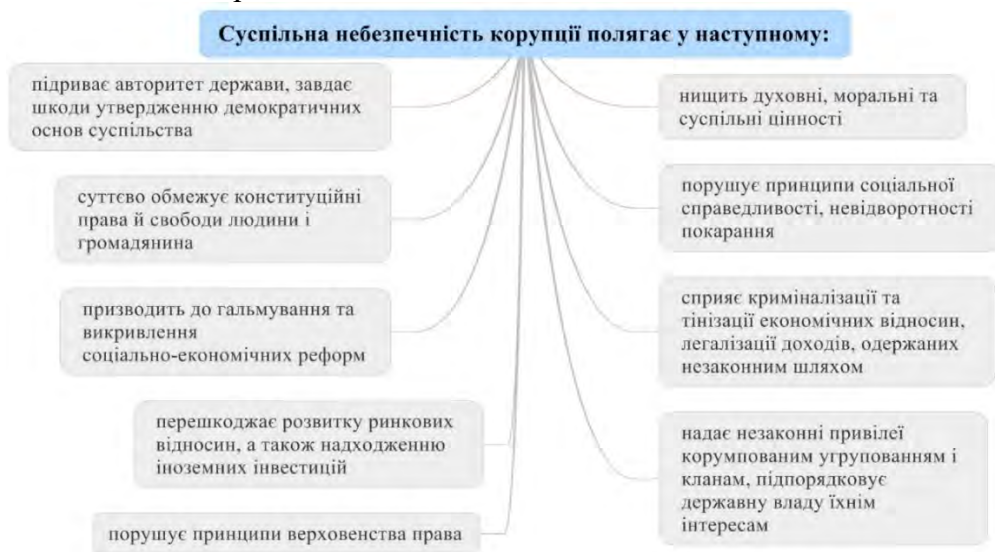 Суспільна небезпечність корупції полягає у наступному:
підриває авторитет держави, завдає
шкоди утвердженню демократичних
основ суспільства
суттєво обмежує конституційні
права й свободи людини і
громадянина
призводить до гальмування та
викривлення
соціально-економічних реформ
перешкоджає розвитку ринкових
відносин, а також надходженню
іноземних інвестицій
порушує принципи верховенства права
нищить духовні, моральні та
суспільні цінності
порушує принципи соціальної
справедливості, невідворотності
покарання
сприяє криміналізації та
тінізації економічних відносин,
легалізації доходів, одержаних
незаконним шляхом
надає незаконні привілеї
корумпованим угрупованням і
кланам, підпорядковує
державну владу їхнім
інтересам